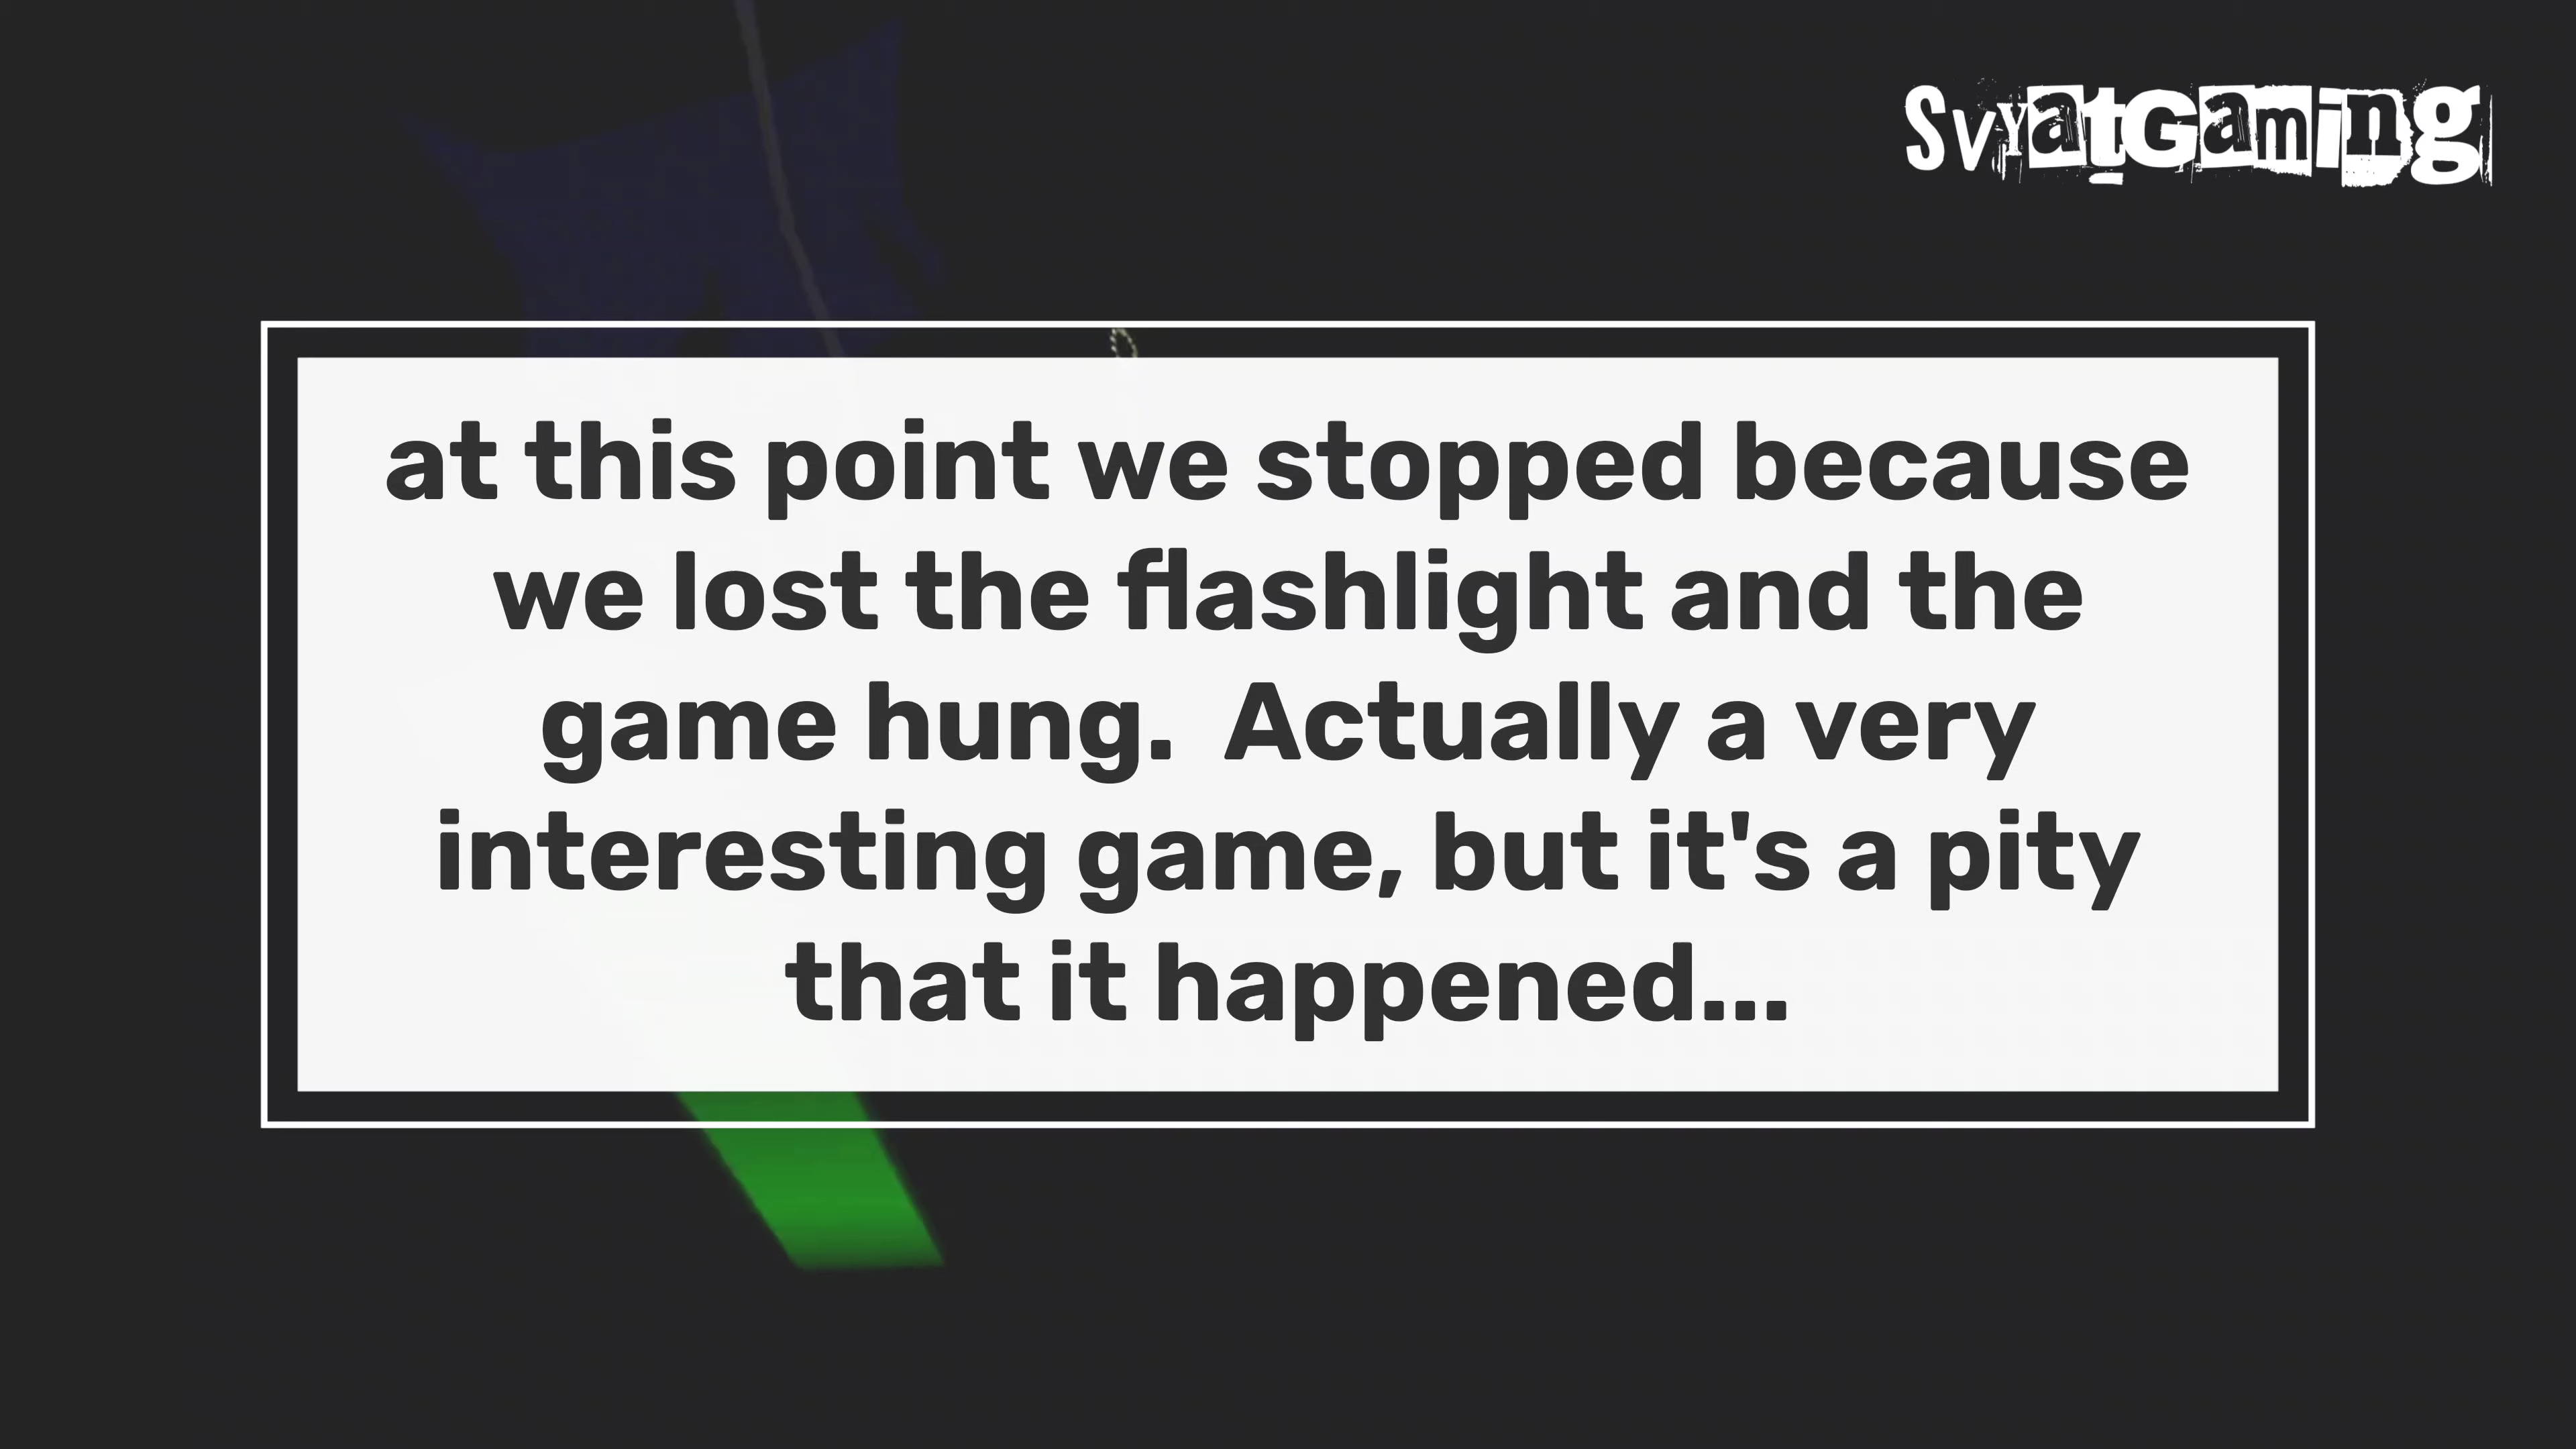 SvyatGaming
at this point we stopped because
we lost the flashlight and the
game hung.  Actually a very
interesting game, but it's a pity
that it happened...